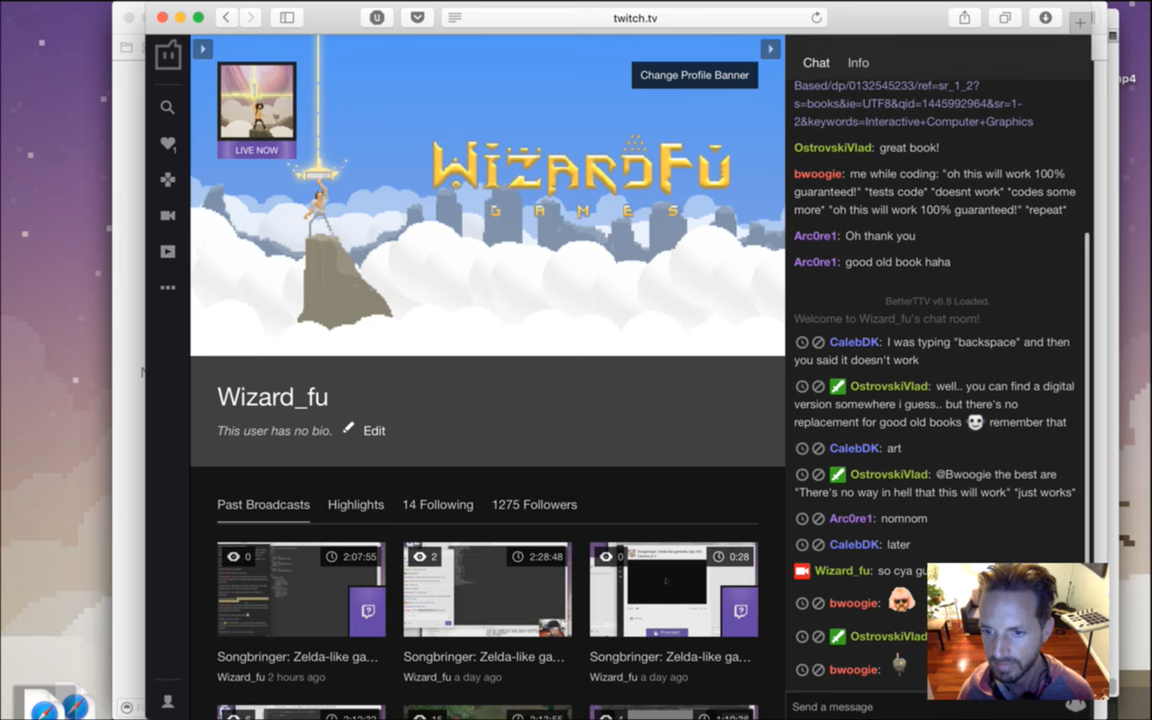 twitch.tv
mp4
Change Profile Banner
LIVE NOW
WIZARDFU
GAMES
Wizard_fu
This user has no bio.
Edit
Past Broadcasts
Highlights
14 Following
1275 Followers
0
2:07:55
2
2:28:48
0
0:28
Songbringer: Zelda-like ga...
Wizard_fu 2 hours ago
Songbringer: Zelda-like ga...
Wizard_fu a day ago
Songbringer: Zelda-like ga...
Wizard_fu a day ago
Chat
Info
Based/dp/0132545233/ref=sr_1_2?
s=books&ie=UTF8&qid=1445992964&sr=1-
2&keywords=Interactive+Computer+Graphics
OstrovskiVlad: great book!
bwoogie: me while coding: "oh this will work 100%
guaranteed!" *tests code* *doesnt work* *codes some
more* "oh this will work 100% guaranteed!" *repeat*
Arc0re1: Oh thank you
Arc0re1: good old book haha
BetterTTV v6.8 Loaded.
Welcome to Wizard_fu's chat room!
CalebDK: I was typing "backspace" and then
you said it doesn't work
OstrovskiVlad: well.. you can find a digital
version somewhere i guess.. but there's no
replacement for good old books remember that
CalebDK: art
OstrovskiVlad: @Bwoogie the best are
"There's no way in hell that this will work" *just works*
Arc0re1: nomnom
CalebDK: later
Wizard_fu: so cya gu
bwoogie:
OstrovskiVlad
bwoogie:
Send a message